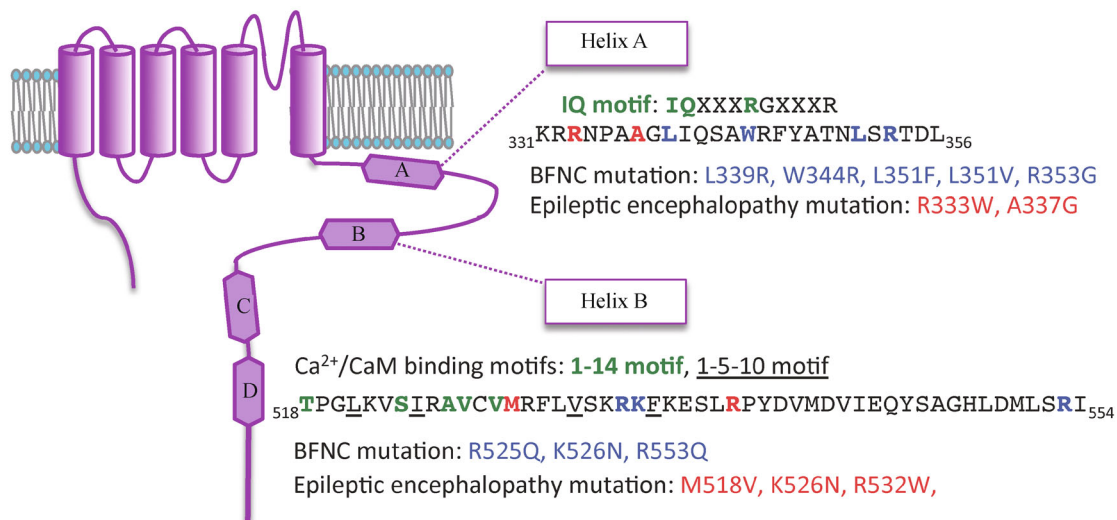 Helix A
IQ motif: IQXXXRGXXXR
331KRRNPAAGLIQSAWRFYATNLSRTDL356
BFNC mutation: L339R, W344R, L351F, L351V, R353G
Epileptic encephalopathy mutation: R333W, A337G
A
B
Helix B
C
Ca²⁺/CaM binding motifs: 1-14 motif, 1-5-10 motif
D
518TPGLKVSIRAVCVMRFLVSKRKFKESLRPYDVMDVIEQYSAGHLDMLSRI554
BFNC mutation: R525Q, K526N, R553Q
Epileptic encephalopathy mutation: M518V, K526N, R532W,